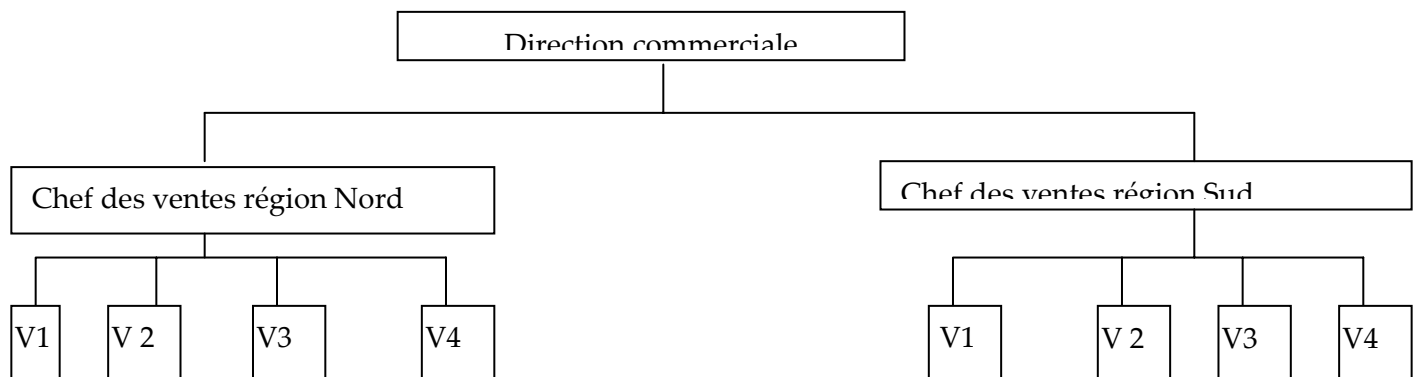 Direction commerciale
Chef des ventes région Nord
Chef des ventes région Sud
V1 V 2 V3 V4
V1 V 2 V3 V4